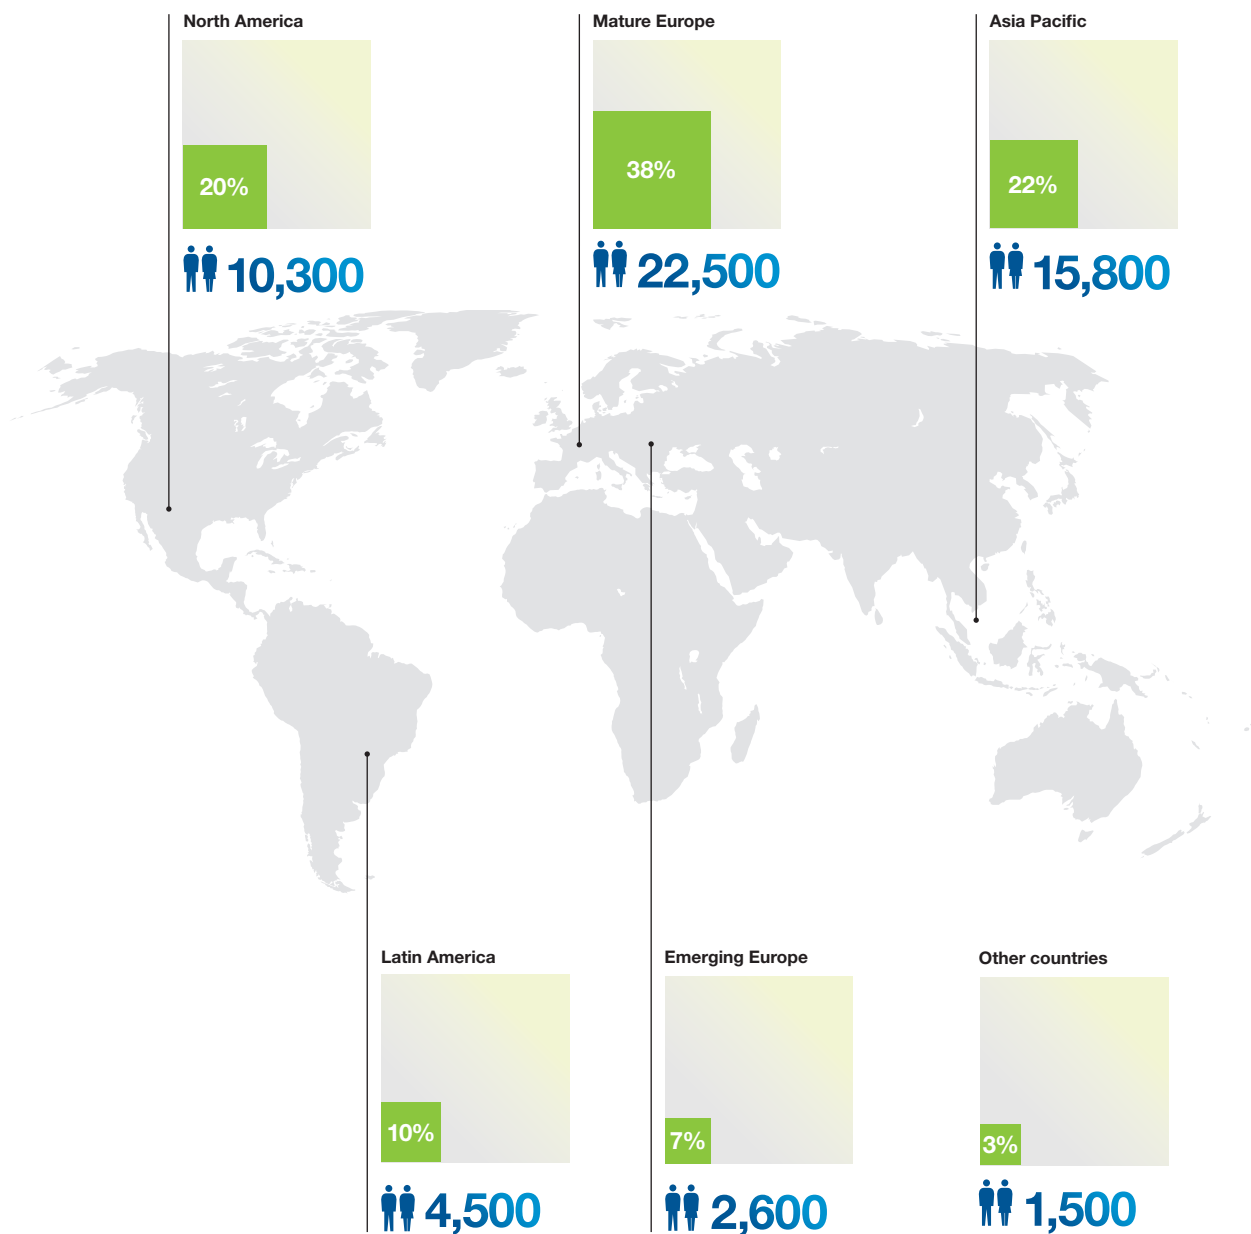 North America
20%
10,300
Mature Europe
38%
22,500
Asia Pacific
22%
15,800
Latin America
10%
4,500
Emerging Europe
7%
2,600
Other countries
3%
1,500